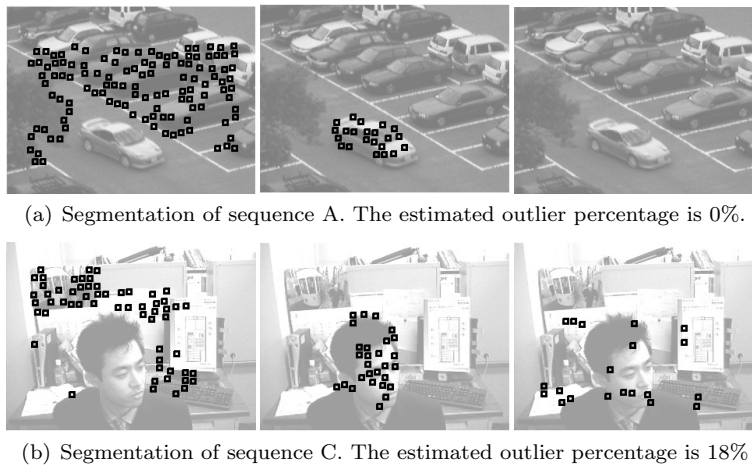 (a) Segmentation of sequence A. The estimated outlier percentage is 0%.
(b) Segmentation of sequence C. The estimated outlier percentage is 18%